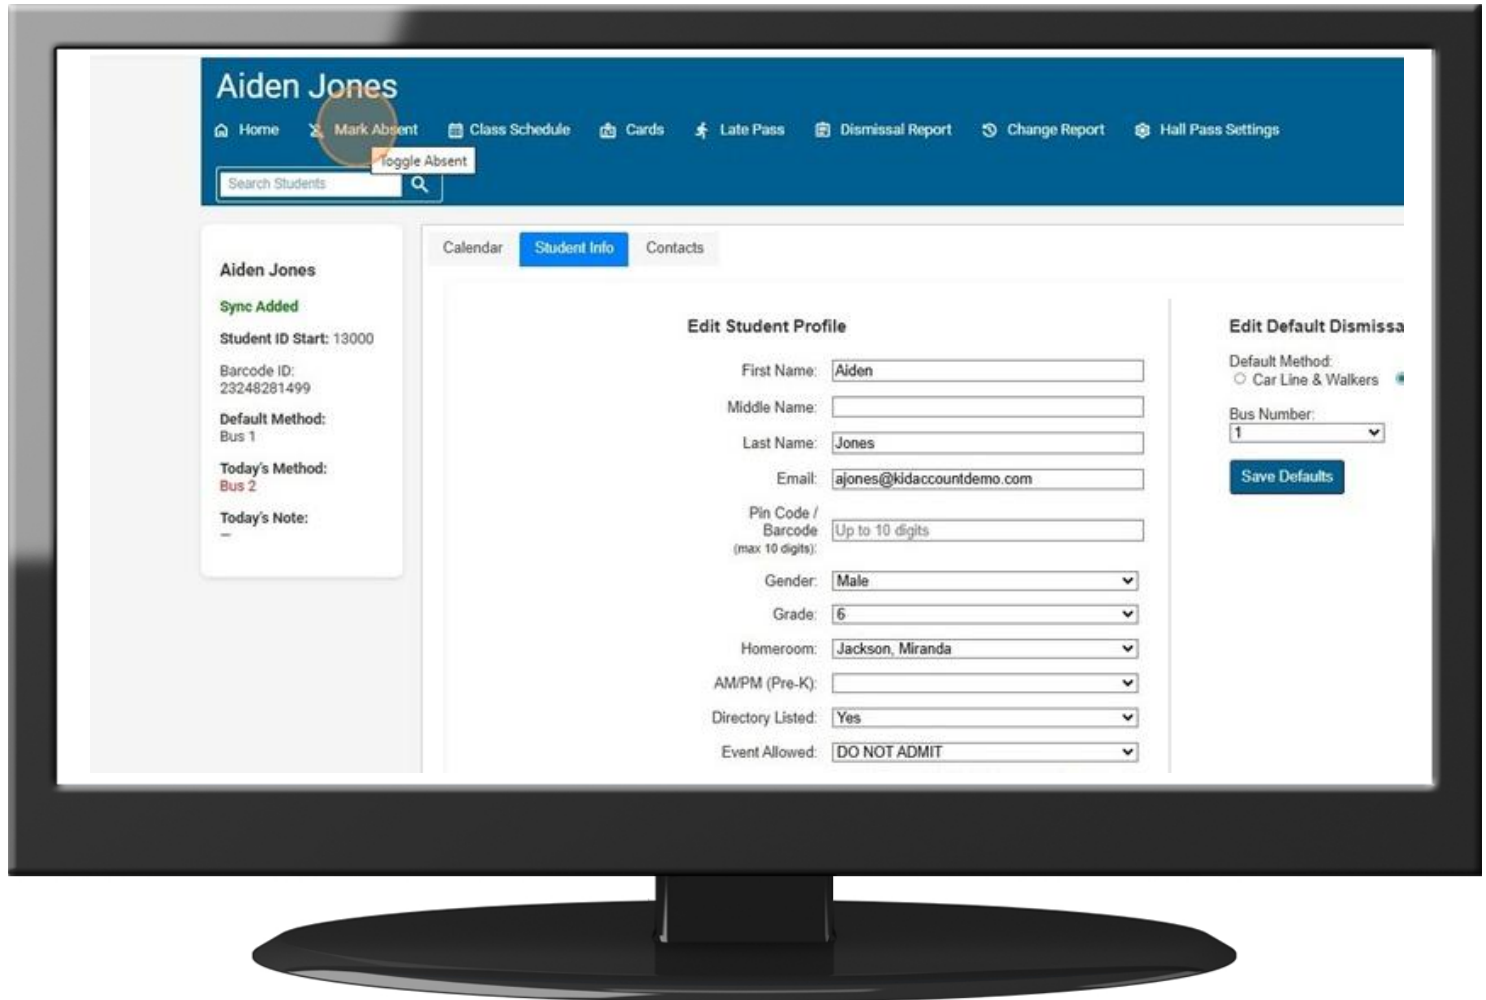 Aiden Jones
Home Mark Absent Class Schedule Cards Late Pass Dismissal Report Change Report Hall Pass Settings
Toggle Absent
Search Students
Calendar Student Info Contacts
Aiden Jones
Sync Added
Student ID Start: 13000
Barcode ID:
23248281499
Default Method:
Bus 1
Today's Method:
Bus 2
Today's Note:
—
Edit Student Profile
First Name: Aiden
Middle Name:
Last Name: Jones
Email: ajones@kidaccountdemo.com
Pin Code /
Barcode Up to 10 digits
(max 10 digits):
Gender: Male
Grade: 6
Homeroom: Jackson, Miranda
AM/PM (Pre-K):
Directory Listed: Yes
Event Allowed: DO NOT ADMIT
Edit Default Dismissa
Default Method:
Car Line & Walkers
Bus Number:
1
Save Defaults